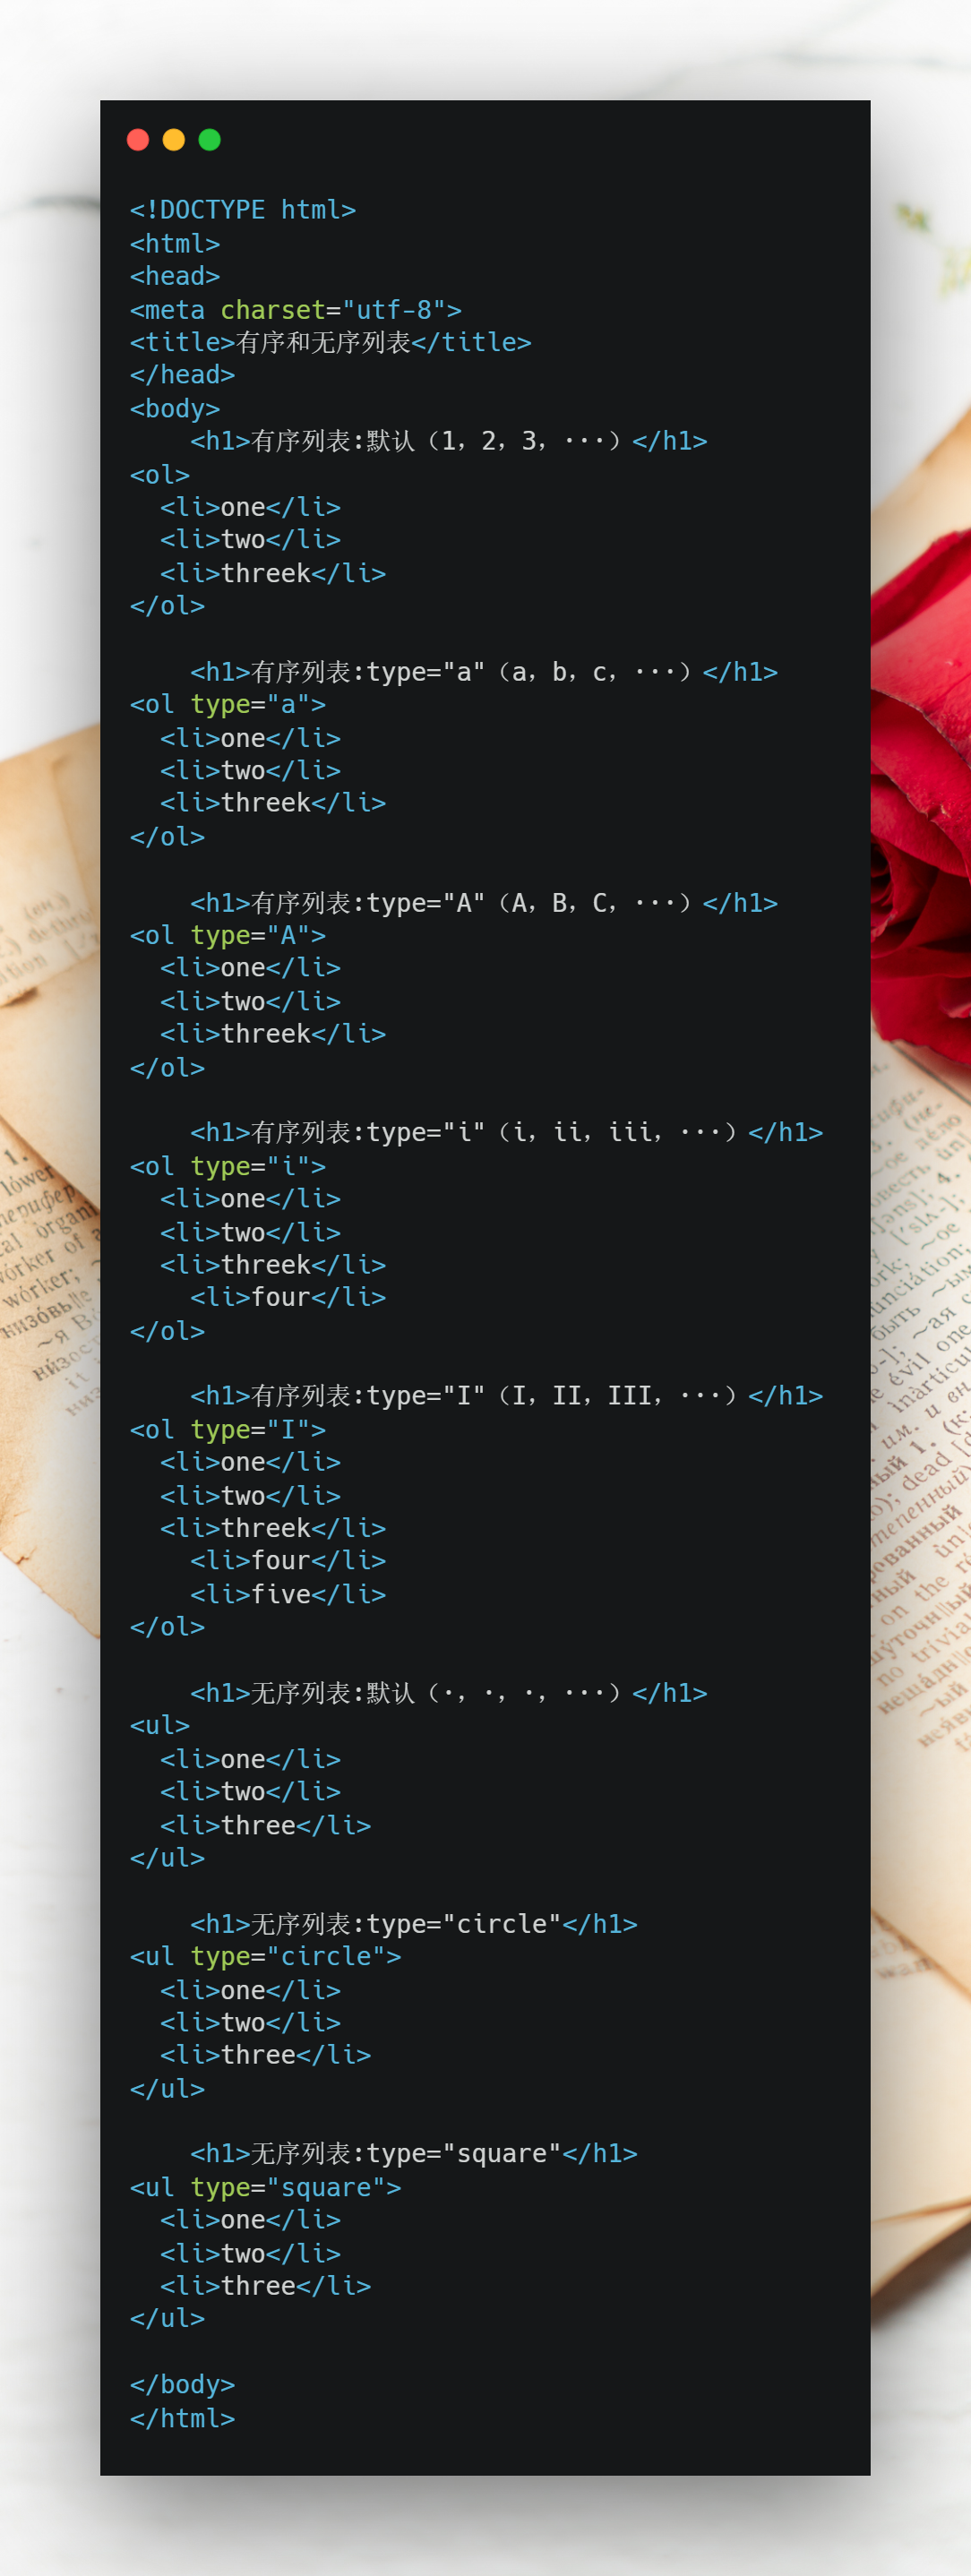 <!DOCTYPE html>
<html>
<head>
<meta charset="utf-8">
<title>有序和无序列表</title>
</head>
<body>
    <h1>有序列表:默认（1，2，3，···）</h1>
<ol>
  <li>one</li>
  <li>two</li>
  <li>threek</li>
</ol>

    <h1>有序列表:type="a"（a，b，c，···）</h1>
<ol type="a">
  <li>one</li>
  <li>two</li>
  <li>threek</li>
</ol>

    <h1>有序列表:type="A"（A，B，C，···）</h1>
<ol type="A">
  <li>one</li>
  <li>two</li>
  <li>threek</li>
</ol>

    <h1>有序列表:type="i"（i，ii，iii，···）</h1>
<ol type="i">
  <li>one</li>
  <li>two</li>
  <li>threek</li>
    <li>four</li>
</ol>

    <h1>有序列表:type="I"（I，II，III，···）</h1>
<ol type="I">
  <li>one</li>
  <li>two</li>
  <li>threek</li>
    <li>four</li>
    <li>five</li>
</ol>

    <h1>无序列表:默认（·，·，·，···）</h1>
<ul>
  <li>one</li>
  <li>two</li>
  <li>three</li>
</ul>

    <h1>无序列表:type="circle"</h1>
<ul type="circle">
  <li>one</li>
  <li>two</li>
  <li>three</li>
</ul>

    <h1>无序列表:type="square"</h1>
<ul type="square">
  <li>one</li>
  <li>two</li>
  <li>three</li>
</ul>

</body>
</html>